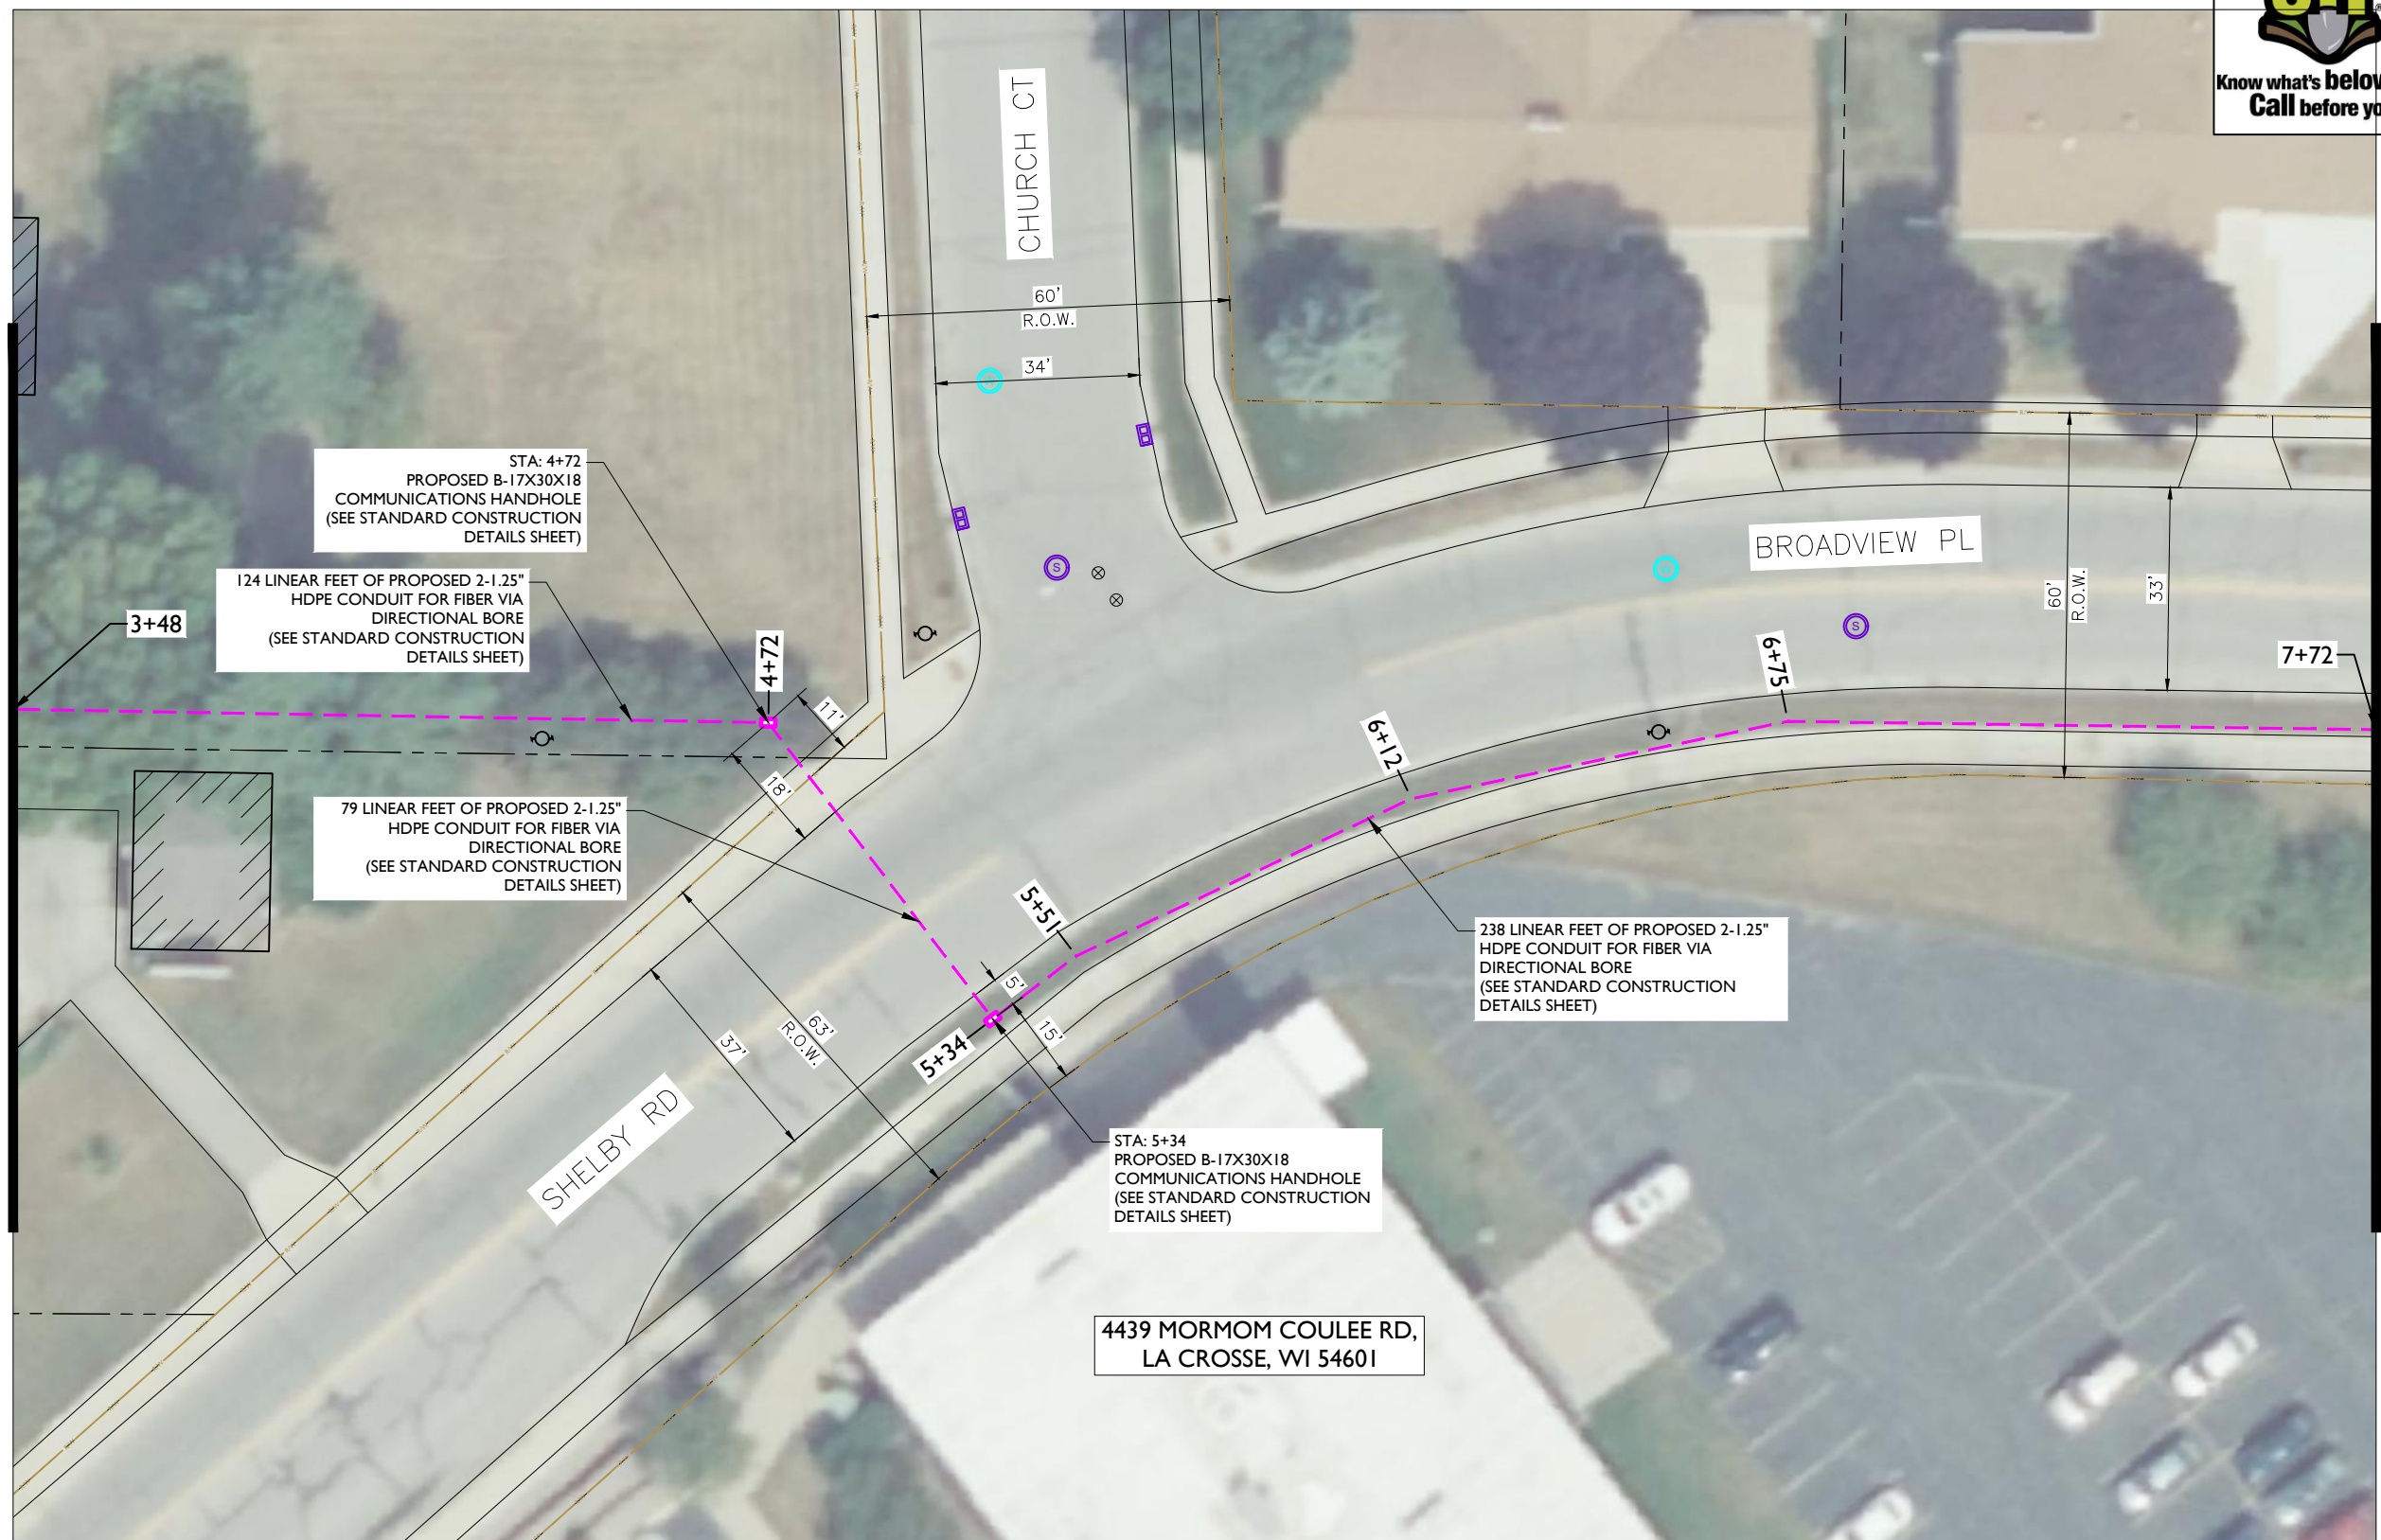 Know what's below
Call before yo
CHURCH CT
60'
R.O.W.
34'
STA: 4+72
PROPOSED B-17X30X18
COMMUNICATIONS HANDHOLE
(SEE STANDARD CONSTRUCTION
DETAILS SHEET)
124 LINEAR FEET OF PROPOSED 2-1.25"
HDPE CONDUIT FOR FIBER VIA
DIRECTIONAL BORE
(SEE STANDARD CONSTRUCTION
DETAILS SHEET)
3+48
4+72
11'
18'
S
W
W
BROADVIEW PL
60'
R.O.W.
33'
S
6+75
7+72
6+12
79 LINEAR FEET OF PROPOSED 2-1.25"
HDPE CONDUIT FOR FIBER VIA
DIRECTIONAL BORE
(SEE STANDARD CONSTRUCTION
DETAILS SHEET)
5+51
5'
15'
5+34
63'
R.O.W.
37'
SHELBY RD
238 LINEAR FEET OF PROPOSED 2-1.25"
HDPE CONDUIT FOR FIBER VIA
DIRECTIONAL BORE
(SEE STANDARD CONSTRUCTION
DETAILS SHEET)
STA: 5+34
PROPOSED B-17X30X18
COMMUNICATIONS HANDHOLE
(SEE STANDARD CONSTRUCTION
DETAILS SHEET)
4439 MORMOM COULEE RD,
LA CROSSE, WI 54601